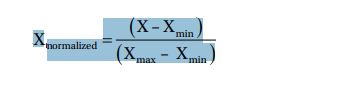 X_normalized = (X – X_min) / (X_max – X_min)